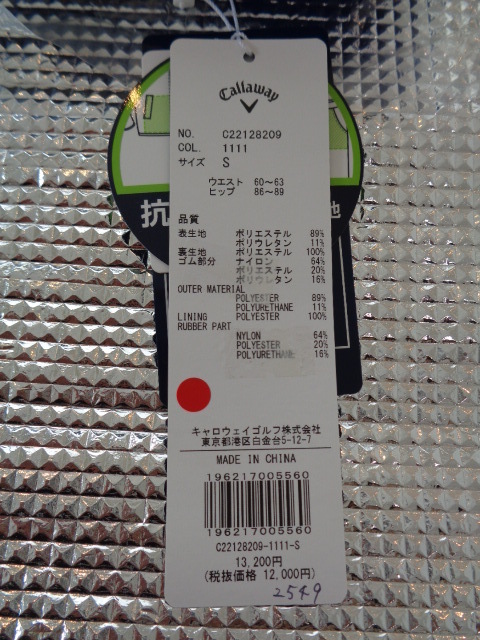 Callaway
NO. C22128209
COL. 1111
サイズ S
ウエスト 60～63
ヒップ 86～89
抗 地
品質
表生地 ポリエステル 89%
ポリウレタン 11%
裏生地 ポリエステル 100%
ゴム部分 ナイロン 64%
ポリエステル 20%
ポリウレタン 16%
OUTER MATERIAL
POLYESTER 89%
POLYURETHANE 11%
LINING POLYESTER 100%
RUBBER PART
NYLON 64%
POLYESTER 20%
POLYURETHANE 16%
キャロウェイゴルフ株式会社
東京都港区白金台5-12-7
MADE IN CHINA
196217005560
196217005560
C22128209-1111-S
13,200円
(税抜価格 12,000円)
2549